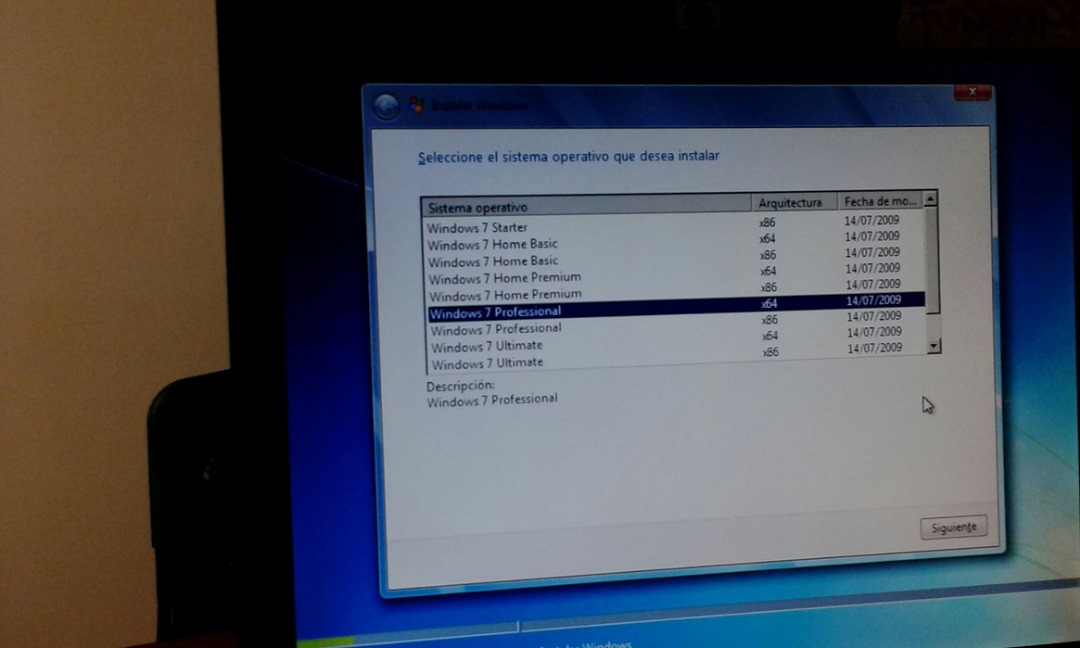 Instalar Windows
Seleccione el sistema operativo que desea instalar
Sistema operativo Arquitectura Fecha de mo...
Windows 7 Starter x86 14/07/2009
Windows 7 Home Basic x64 14/07/2009
Windows 7 Home Basic x86 14/07/2009
Windows 7 Home Premium x64 14/07/2009
Windows 7 Home Premium x86 14/07/2009
Windows 7 Professional x64 14/07/2009
Windows 7 Professional x86 14/07/2009
Windows 7 Ultimate x64 14/07/2009
Windows 7 Ultimate x86 14/07/2009
Descripción:
Windows 7 Professional
Siguiente
Windows